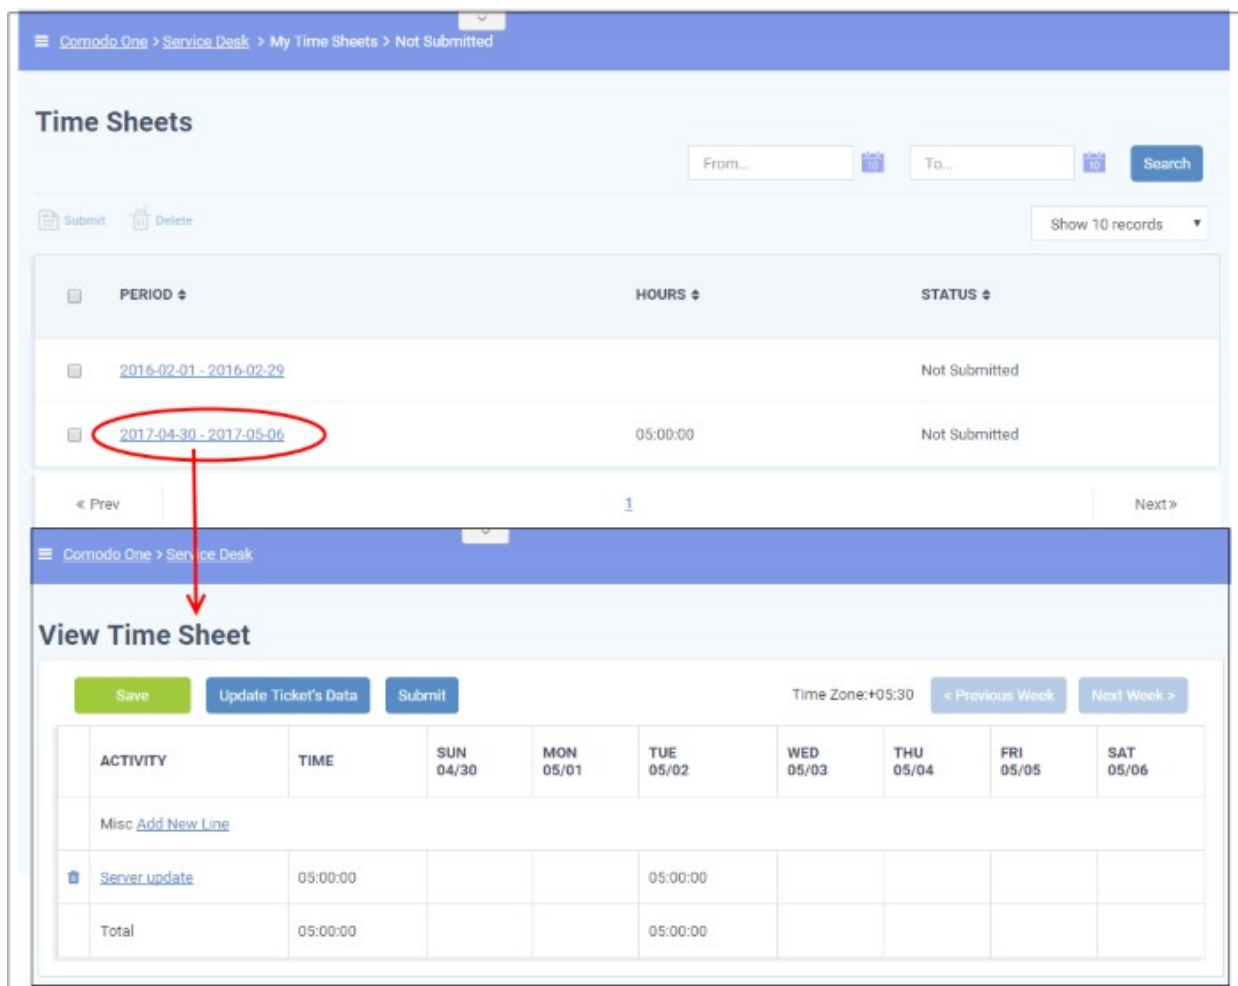 ≡ Comodo One > Service Desk > My Time Sheets > Not Submitted
Time Sheets
From... 10 To... 10 Search
Submit Delete Show 10 records ▼
PERIOD HOURS STATUS
2016-02-01 - 2016-02-29 Not Submitted
2017-04-30 - 2017-05-06 05:00:00 Not Submitted
« Prev 1 Next »
≡ Comodo One > Service Desk
View Time Sheet
Save Update Ticket's Data Submit Time Zone:+05:30 < Previous Week Next Week >
ACTIVITY TIME SUN MON TUE WED THU FRI SAT
04/30 05/01 05/02 05/03 05/04 05/05 05/06
Misc Add New Line
Server update 05:00:00 05:00:00
Total 05:00:00 05:00:00